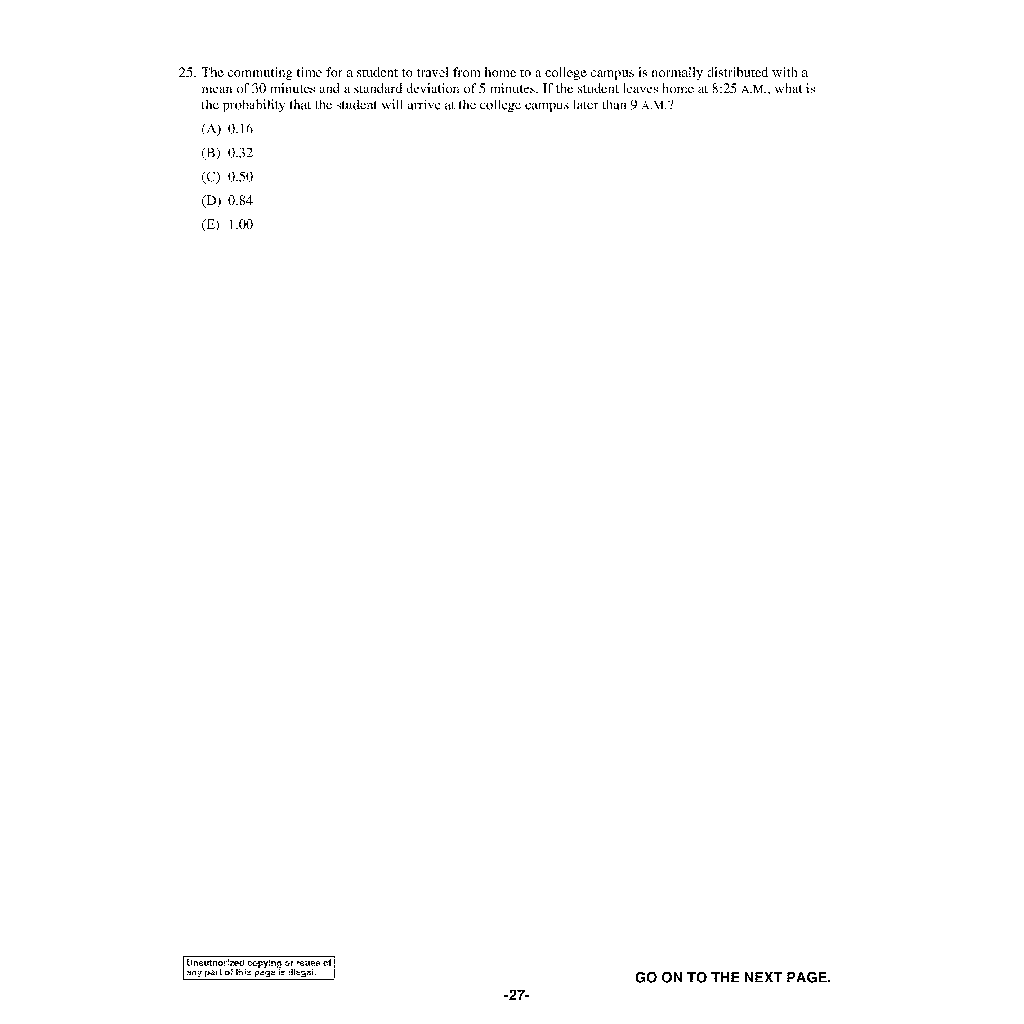 25. The commuting time for a student to travel from home to a college campus is normally distributed with a
mean of 30 minutes and a standard deviation of 5 minutes. If the student leaves home at 8:25 A.M., what is
the probability that the student will arrive at the college campus later than 9 A.M.?
(A) 0.16
(B) 0.32
(C) 0.50
(D) 0.84
(E) 1.00
Unauthorized copying or reuse of
any part of this page is illegal.
GO ON TO THE NEXT PAGE.
-27-